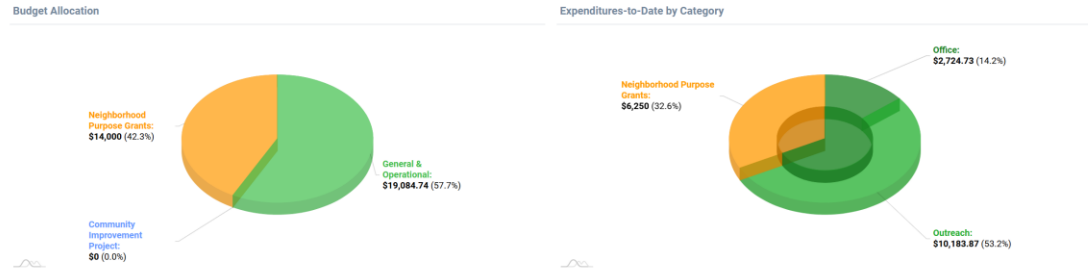 Budget Allocation
Neighborhood
Purpose Grants:
$14,000 (42.3%)
General &
Operational:
$19,084.74 (57.7%)
Community
Improvement
Project:
$0 (0.0%)
Expenditures-to-Date by Category
Office:
$2,724.73 (14.2%)
Neighborhood Purpose
Grants:
$6,250 (32.6%)
Outreach:
$10,183.87 (53.2%)